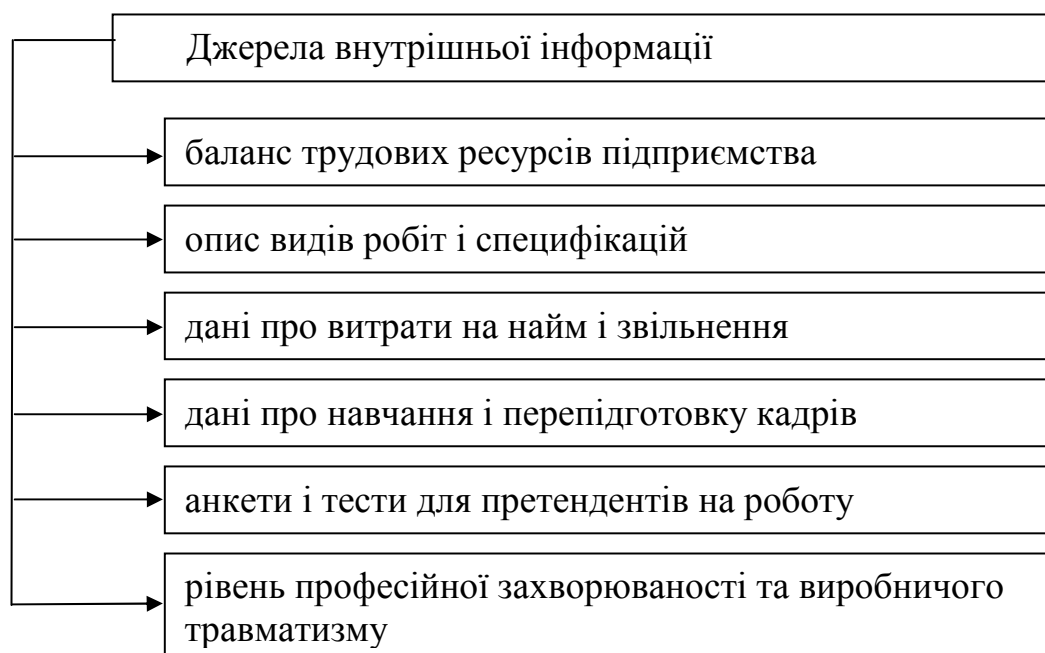 Джерела внутрішньої інформації
баланс трудових ресурсів підприємства
опис видів робіт і специфікацій
дані про витрати на найм і звільнення
дані про навчання і перепідготовку кадрів
анкети і тести для претендентів на роботу
рівень професійної захворюваності та виробничого
травматизму